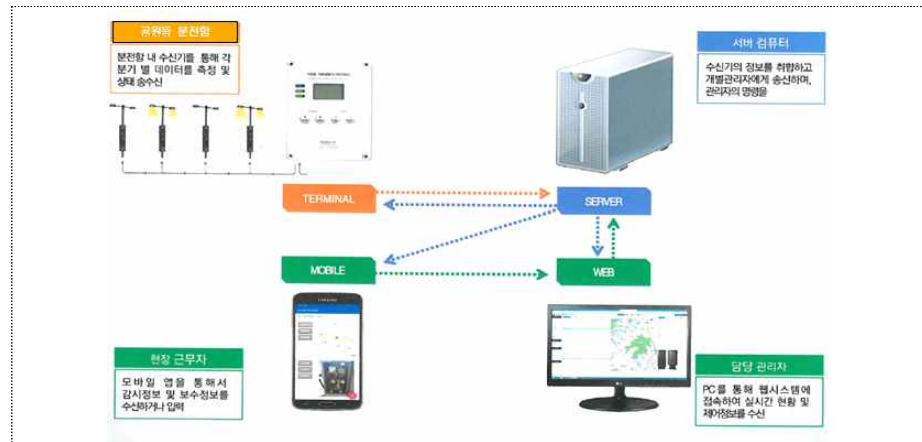 공원등 분전함
분전함 내 수신기를 통해 각
분기 별 데이터를 측정 및
상태 송수신
서버 컴퓨터
수신기의 정보를 취합하고
개별관리자에게 송신하며,
관리자의 명령을
TERMINAL
SERVER
MOBILE
WEB
SAMSUNG
현장 근무자
모바일 앱을 통해서
감시정보 및 보수정보를
수신하거나 입력
담당 관리자
PC를 통해 웹시스템에
접속하여 실시간 현황 및
제어정보를 수신